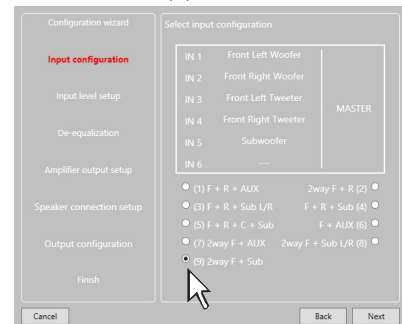 Configuration wizard
Input configuration
Input level setup
De-equalization
Amplifier output setup
Speaker connection setup
Output configuration
Finish
Select input configuration
IN 1 Front Left Woofer
IN 2 Front Right Woofer
IN 3 Front Left Tweeter
IN 4 Front Right Tweeter
IN 5 Subwoofer
IN 6 ---
MASTER
(1) F + R + AUX 2way F + R (2)
(3) F + R + Sub L/R F + R + Sub (4)
(5) F + R + C + Sub F + AUX (6)
(7) 2way F + AUX 2way F + Sub L/R (8)
(9) 2way F + Sub
Cancel Back Next